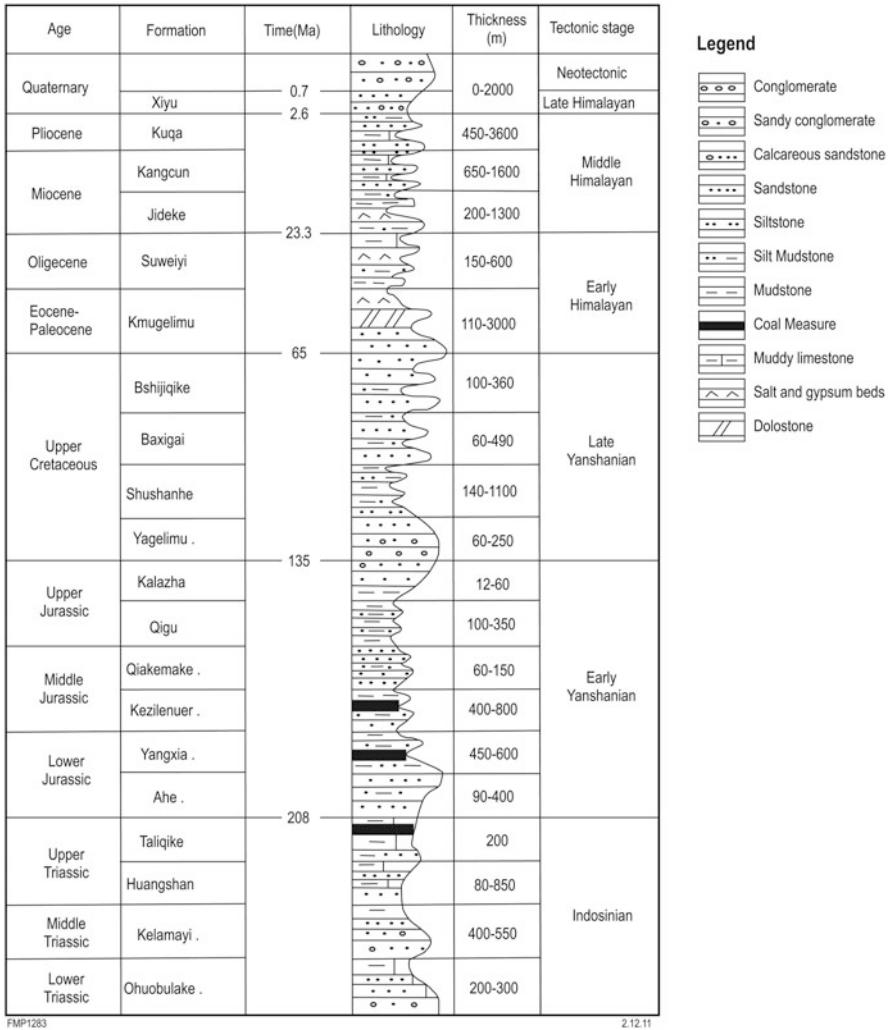 Age Formation Time(Ma) Lithology Thickness (m) Tectonic stage
Quaternary 0-2000 Neotectonic
0.7
Xiyu Late Himalayan
2.6
Pliocene Kuqa 450-3600
Miocene Kangcun 650-1600 Middle Himalayan
Jideke 200-1300
23.3
Oligecene Suweiyi 150-600 Early Himalayan
Eocene-Paleocene Kmugelimu 110-3000
65
Bshijiqike 100-360
Upper Cretaceous Baxigai 60-490 Late Yanshanian
Shushanhe 140-1100
Yagelimu . 60-250
135
Upper Jurassic Kalazha 12-60
Qigu 100-350
Middle Jurassic Qiakemake . 60-150 Early Yanshanian
Kezilenuer . 400-800
Lower Jurassic Yangxia . 450-600
Ahe . 90-400
208
Upper Triassic Taliqike 200
Huangshan 80-850
Indosinian
Middle Triassic Kelamayi . 400-550
Lower Triassic Ohuobulake . 200-300
FMP1283 2.12.11
Legend
Conglomerate
Sandy conglomerate
Calcareous sandstone
Sandstone
Siltstone
Silt Mudstone
Mudstone
Coal Measure
Muddy limestone
Salt and gypsum beds
Dolostone